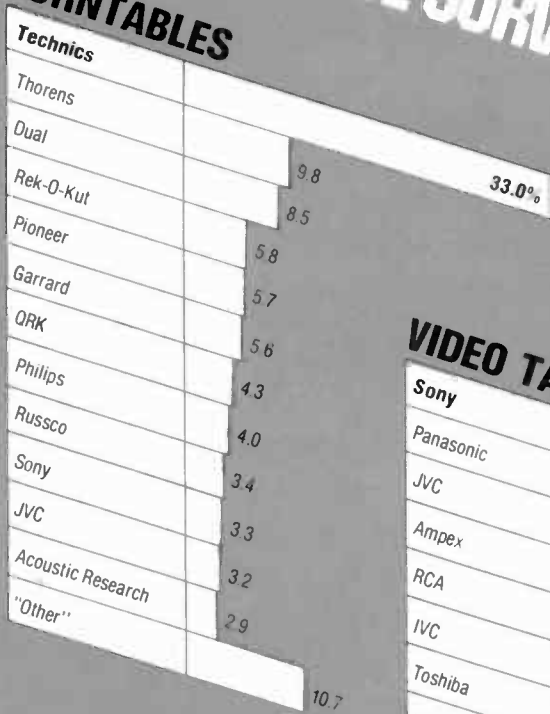 URNTABLES
SURV
Technics 33.0%
Thorens 9.8
Dual 8.5
Rek-O-Kut 5.8
Pioneer 5.7
Garrard 5.6
QRK 4.3
Philips 4.0
Russco 3.4
Sony 3.3
JVC 3.2
Acoustic Research 2.9
"Other" 10.7
VIDEO TA
Sony
Panasonic
JVC
Ampex
RCA
IVC
Toshiba